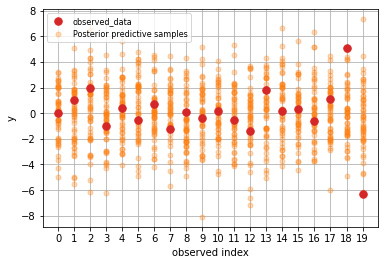 observed_data
Posterior predictive samples
8
6
4
2
0
−2
−4
−6
−8
y
0 1 2 3 4 5 6 7 8 9 10 11 12 13 14 15 16 17 18 19
observed index